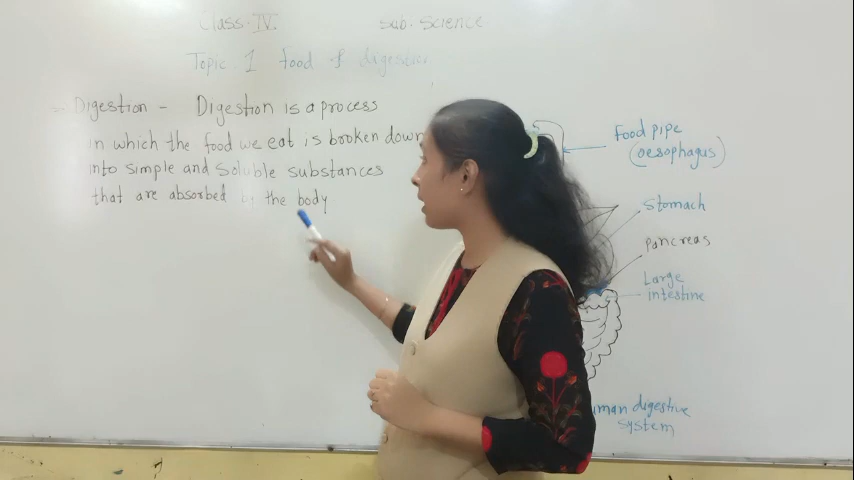 Class - IV. Sub: Science
Topic: 1 food & digestion
Digestion - Digestion is a process
in which the food we eat is broken down
into simple and soluble substances
that are absorbed by the body
Food pipe
(oesophagus)
Stomach
pancreas
Large
intestine
uman digestive
system